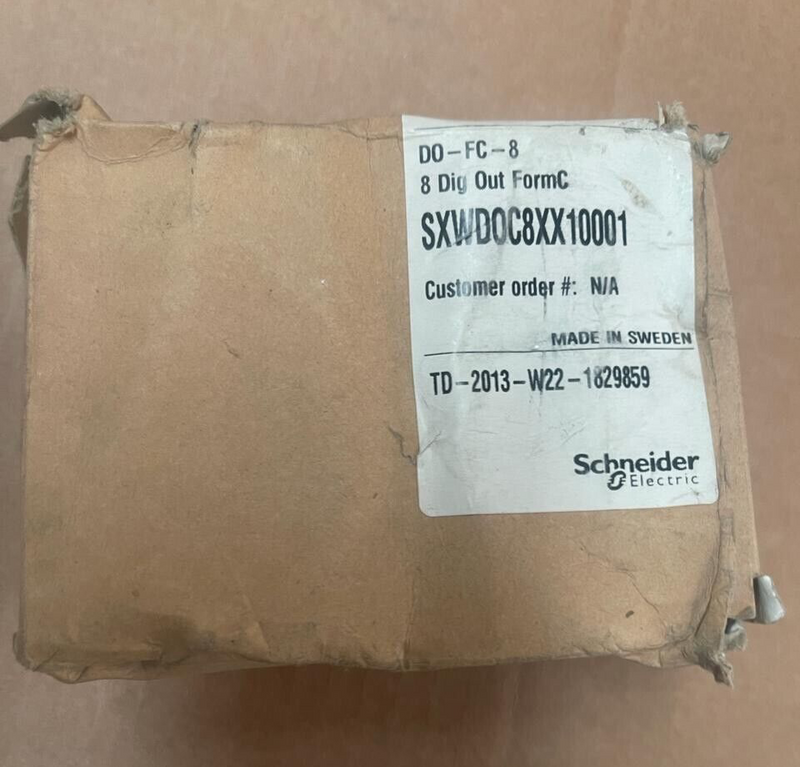 DO-FC-8
8 Dig Out FormC
SXWDOC8XX10001
Customer order #: N/A
MADE IN SWEDEN
TD-2013-W22-1829859
Schneider
Electric